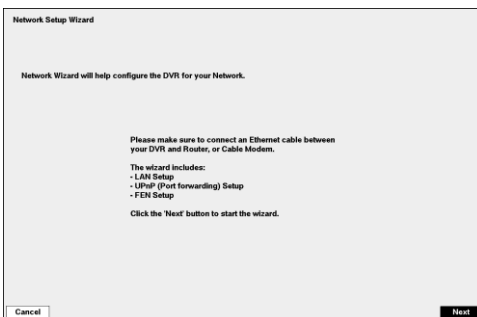 Network Setup Wizard
Network Wizard will help configure the DVR for your Network.
Please make sure to connect an Ethernet cable between
your DVR and Router, or Cable Modem.
The wizard includes:
- LAN Setup
- UPnP (Port forwarding) Setup
- FEN Setup
Click the 'Next' button to start the wizard.
Cancel
Next